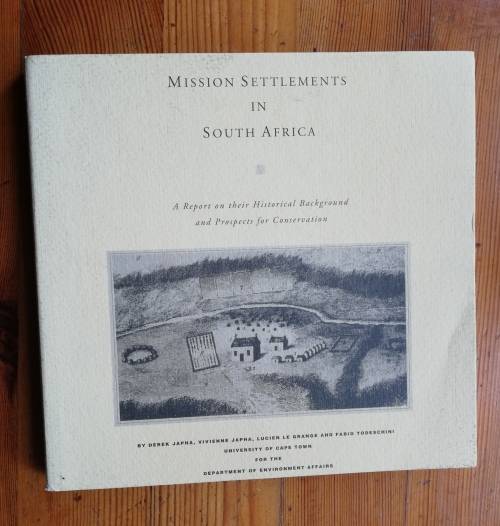 MISSION SETTLEMENTS
IN
SOUTH AFRICA
A Report on their Historical Background
and Prospects for Conservation
BY DEREK JAPHA, VIVIENNE JAPHA, LUCIEN LE GRANGE AND FABIO TODESCHINI
UNIVERSITY OF CAPE TOWN
FOR THE
DEPARTMENT OF ENVIRONMENT AFFAIRS